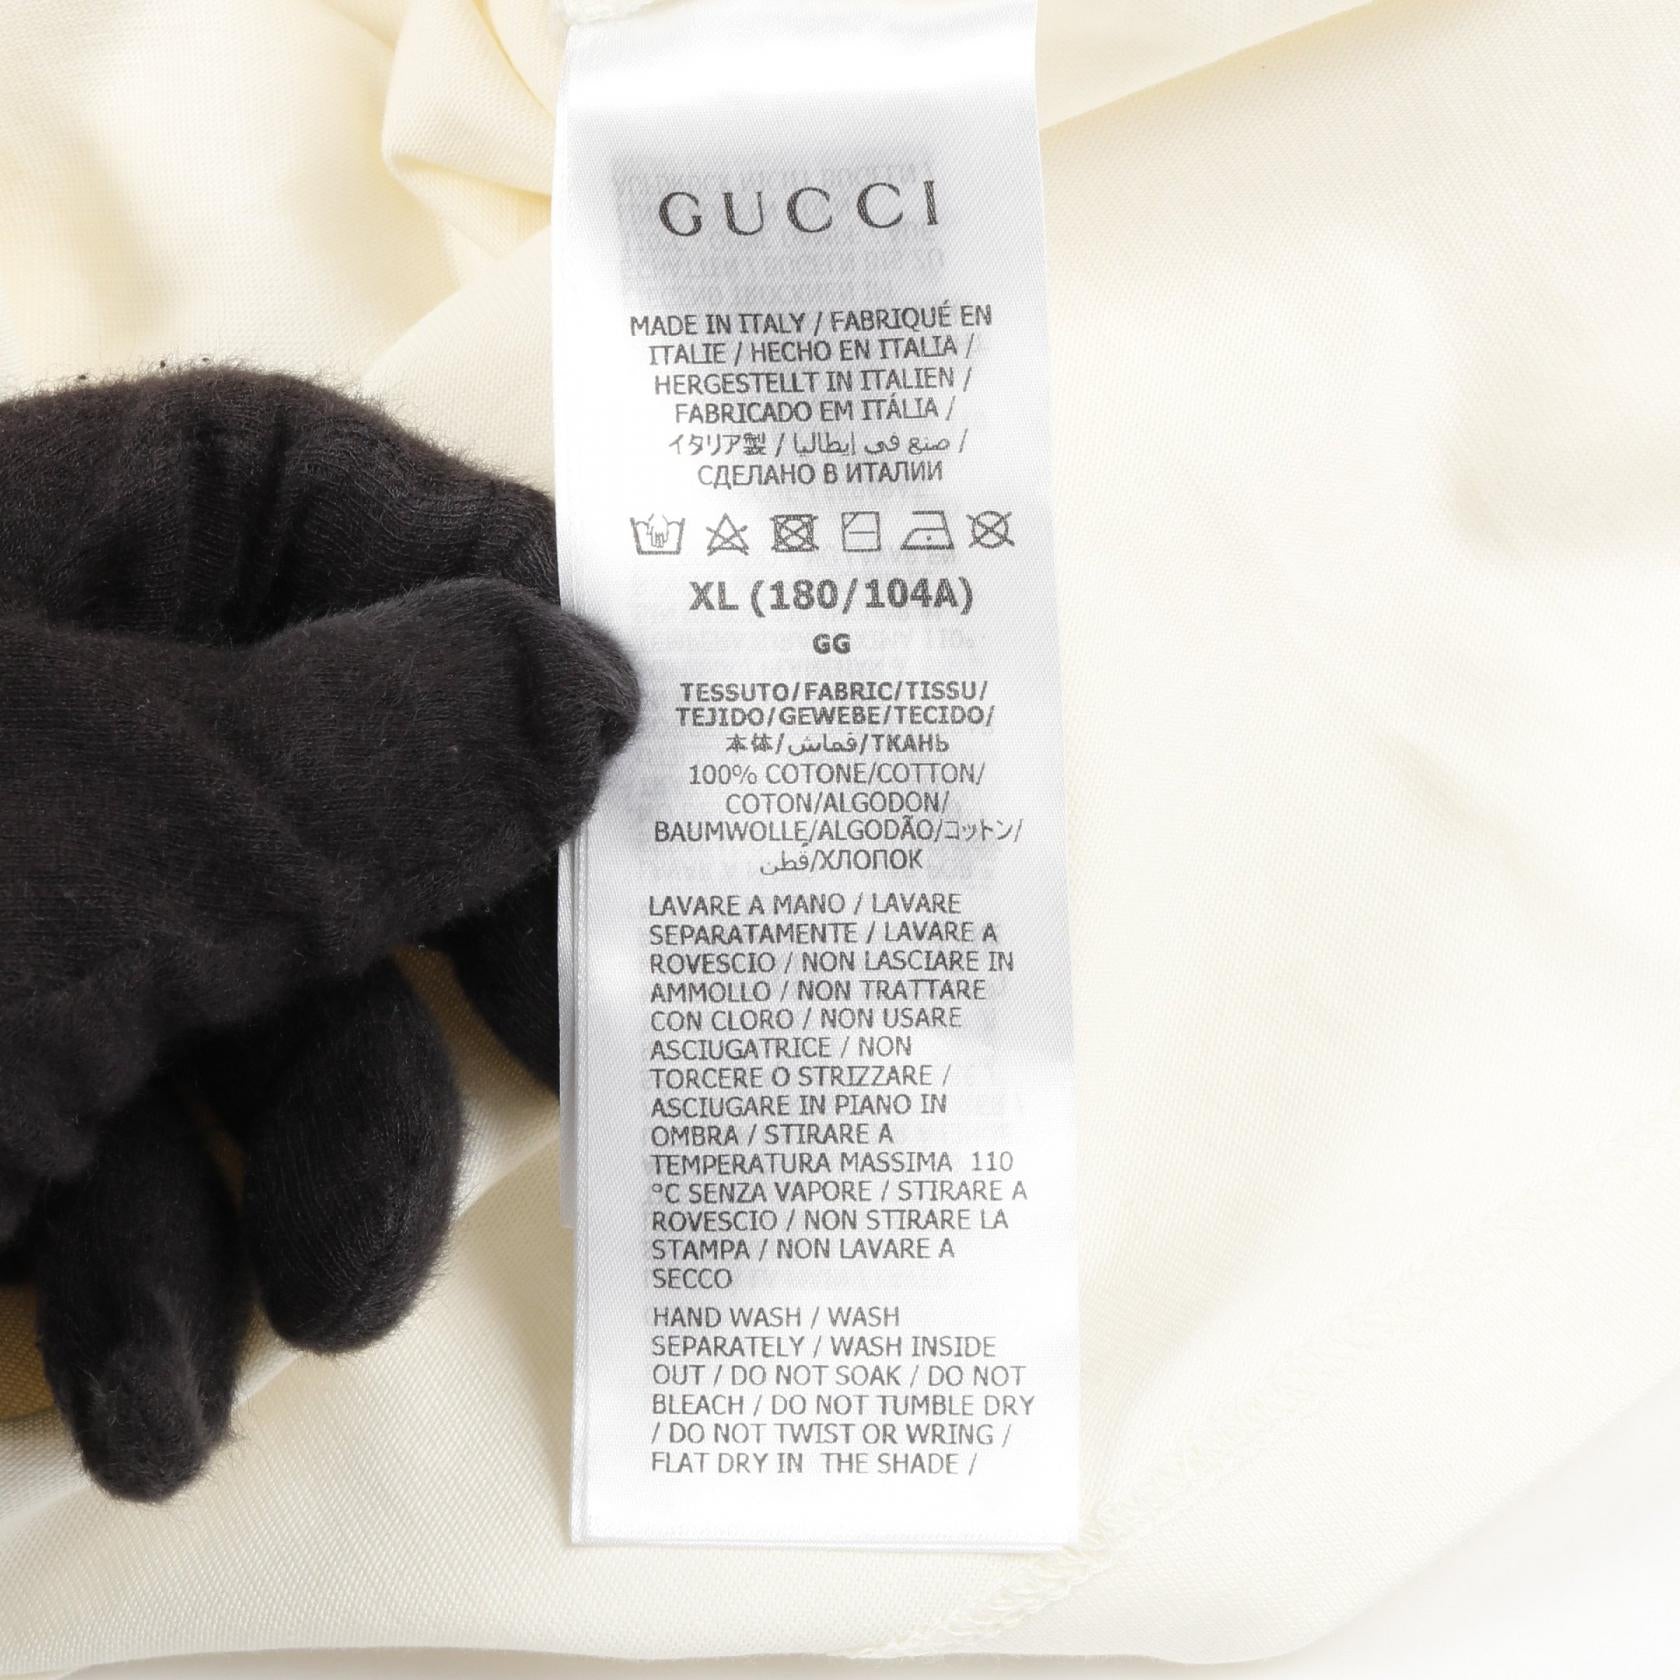 GUCCI
MADE IN ITALY / FABRIQUÉ EN
ITALIE / HECHO EN ITALIA /
HERGESTELLT IN ITALIEN /
FABRICADO EM ITÁLIA /
イタリア製 / صنع في إيطاليا /
СДЕЛАНО В ИТАЛИИ
XL (180/104A)
GG
TESSUTO/FABRIC/TISSU/
TEJIDO/GEWEBE/TECIDO/
本体/قماش/ТКАНЬ
100% COTONE/COTTON/
COTON/ALGODON/
BAUMWOLLE/ALGODÃO/コットン/
قطن/ХЛОПОК
LAVARE A MANO / LAVARE
SEPARATAMENTE / LAVARE A
ROVESCIO / NON LASCIARE IN
AMMOLLO / NON TRATTARE
CON CLORO / NON USARE
ASCIUGATRICE / NON
TORCERE O STRIZZARE /
ASCIUGARE IN PIANO IN
OMBRA / STIRARE A
TEMPERATURA MASSIMA 110
°C SENZA VAPORE / STIRARE A
ROVESCIO / NON STIRARE LA
STAMPA / NON LAVARE A
SECCO
HAND WASH / WASH
SEPARATELY / WASH INSIDE
OUT / DO NOT SOAK / DO NOT
BLEACH / DO NOT TUMBLE DRY
/ DO NOT TWIST OR WRING /
FLAT DRY IN THE SHADE /